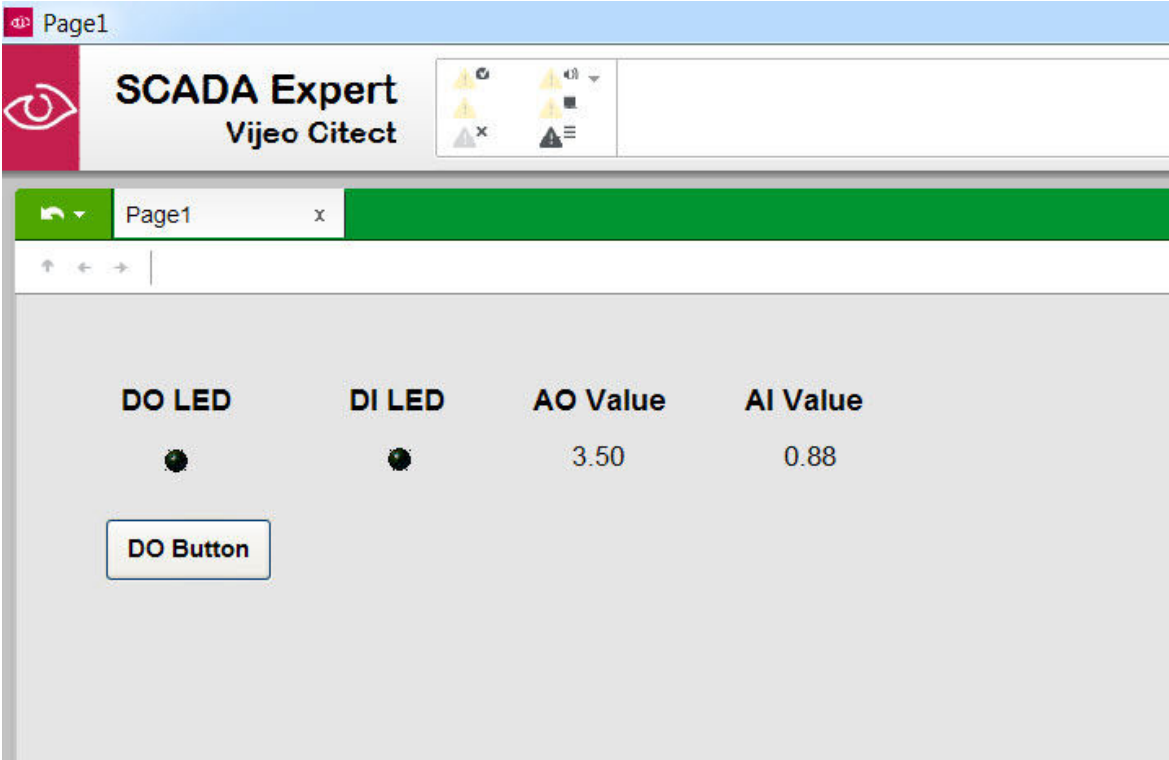 Page1
SCADA Expert
Vijeo Citect
Page1 x
DO LED DI LED AO Value AI Value
3.50 0.88
DO Button